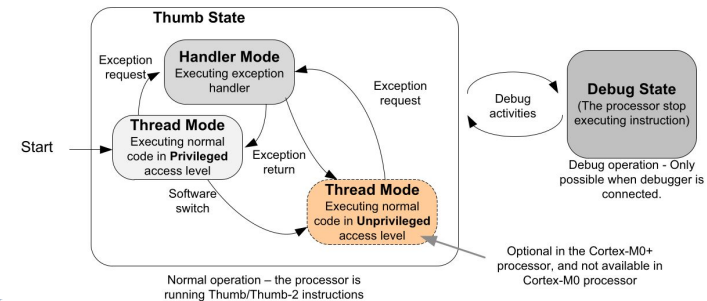 Thumb State
Handler Mode
Executing exception
handler
Exception
request
Exception
request
Thread Mode
Executing normal
code in Privileged
access level
Start
Exception
return
Software
switch
Thread Mode
Executing normal
code in Unprivileged
access level
Debug
activities
Debug State
(The processor stop
executing instruction)
Debug operation - Only
possible when debugger is
connected.
Optional in the Cortex-M0+
processor, and not available in
Cortex-M0 processor
Normal operation – the processor is
running Thumb/Thumb-2 instructions